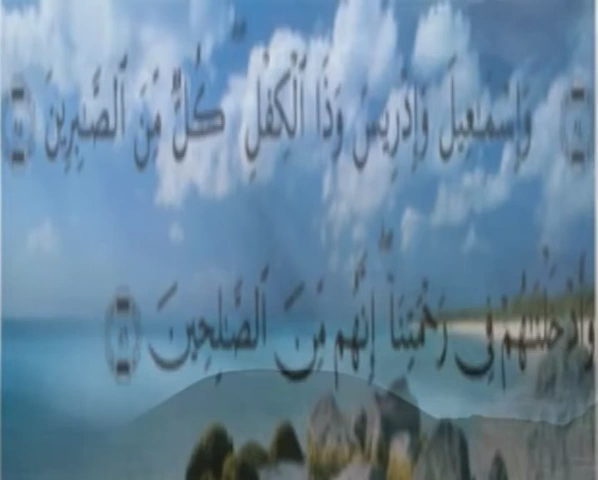 وَإِسْمَٰعِيلَ وَإِدْرِيسَ وَذَا ٱلْكِفْلِ ۖ كُلٌّ مِّنَ ٱلصَّٰبِرِينَ
وَأَدْخَلْنَٰهُمْ فِى رَحْمَتِنَآ ۖ إِنَّهُم مِّنَ ٱلصَّٰلِحِينَ